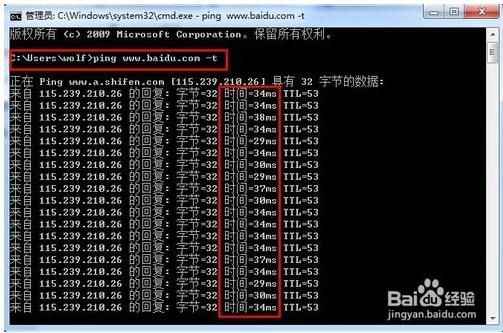 管理员: C:\Windows\system32\cmd.exe - ping  www.baidu.com -t
版权所有 (c) 2009 Microsoft Corporation。保留所有权利。
C:\Users\wolf>ping www.baidu.com -t
正在 Ping www.a.shifen.com [115.239.210.26] 具有 32 字节的数据:
来自 115.239.210.26 的回复: 字节=32 时间=34ms TTL=53
来自 115.239.210.26 的回复: 字节=32 时间=34ms TTL=53
来自 115.239.210.26 的回复: 字节=32 时间=38ms TTL=53
来自 115.239.210.26 的回复: 字节=32 时间=34ms TTL=53
来自 115.239.210.26 的回复: 字节=32 时间=29ms TTL=53
来自 115.239.210.26 的回复: 字节=32 时间=34ms TTL=53
来自 115.239.210.26 的回复: 字节=32 时间=30ms TTL=53
来自 115.239.210.26 的回复: 字节=32 时间=29ms TTL=53
来自 115.239.210.26 的回复: 字节=32 时间=37ms TTL=53
来自 115.239.210.26 的回复: 字节=32 时间=30ms TTL=53
来自 115.239.210.26 的回复: 字节=32 时间=34ms TTL=53
来自 115.239.210.26 的回复: 字节=32 时间=34ms TTL=53
来自 115.239.210.26 的回复: 字节=32 时间=30ms TTL=53
来自 115.239.210.26 的回复: 字节=32 时间=34ms TTL=53
来自 115.239.210.26 的回复: 字节=32 时间=37ms TTL=53
来自 115.239.210.26 的回复: 字节=32 时间=34ms TTL=53
来自 115.239.210.26 的回复: 字节=32 时间=29ms TTL=53
来自 115.239.210.26 的回复: 字节=32 时间=30ms TTL=53
来自 115.239.210.26 的回复: 字节=32 时间=34ms TTL=53
Baidu 经验
jingyan.baidu.com